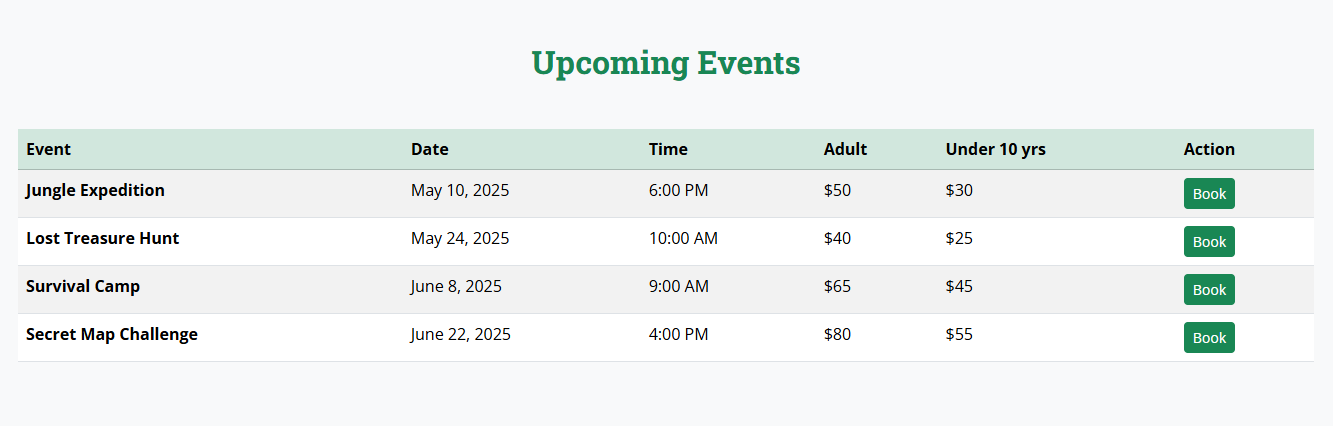 Upcoming Events
Event Date Time Adult Under 10 yrs Action
Jungle Expedition May 10, 2025 6:00 PM $50 $30 Book
Lost Treasure Hunt May 24, 2025 10:00 AM $40 $25 Book
Survival Camp June 8, 2025 9:00 AM $65 $45 Book
Secret Map Challenge June 22, 2025 4:00 PM $80 $55 Book